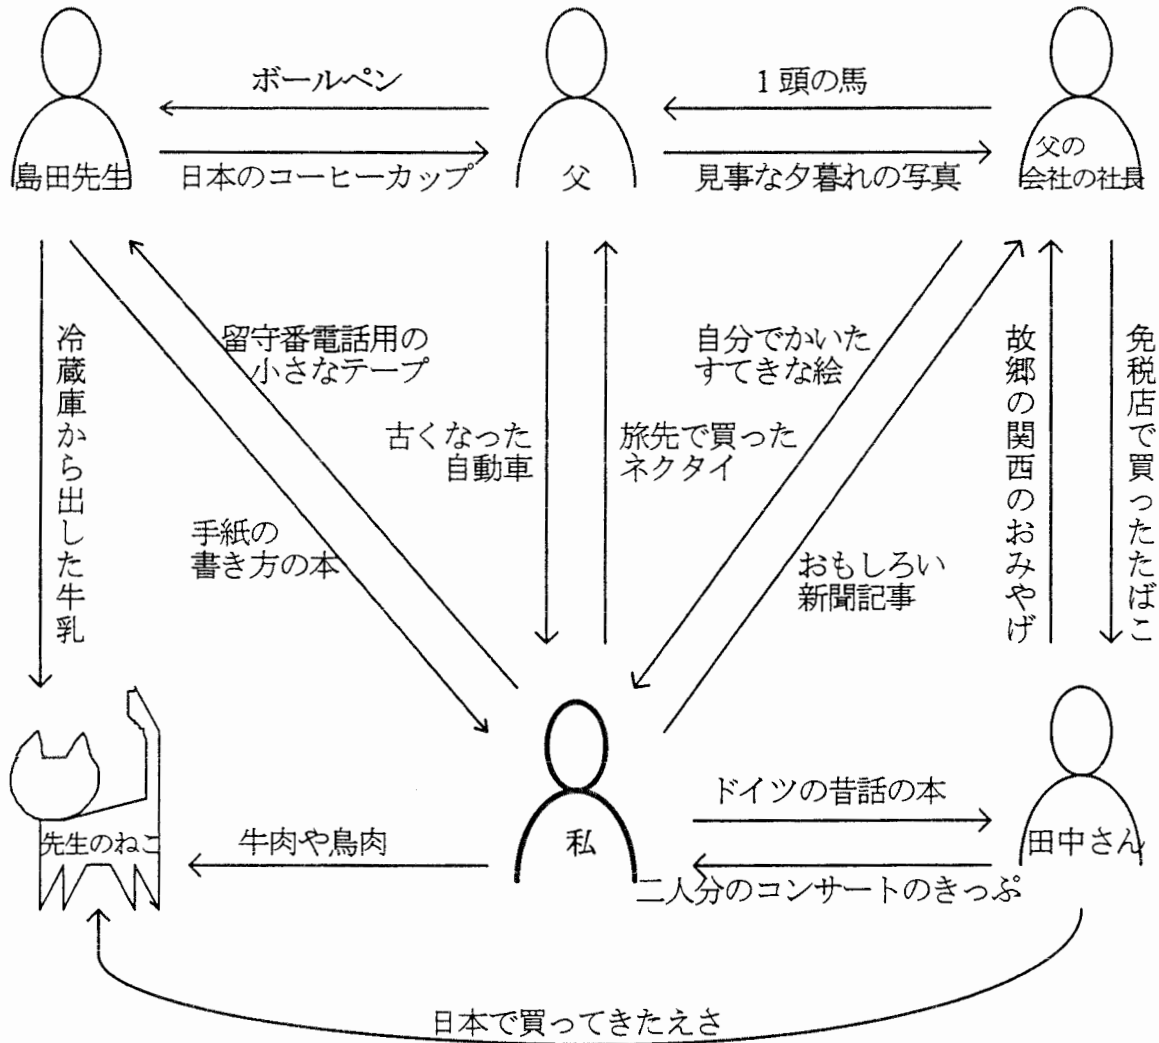 ボールペン
1頭の馬
島田先生
日本のコーヒーカップ
父
見事な夕暮れの写真
父の
会社の社長
冷蔵庫から出した牛乳
留守番電話用の
小さなテープ
手紙の
書き方の本
古くなった
自動車
旅先で買った
ネクタイ
自分でかいた
すてきな絵
おもしろい
新聞記事
故郷の関西のおみやげ
免税店で買ったたばこ
先生のねこ
牛肉や鳥肉
私
ドイツの昔話の本
田中さん
二人分のコンサートのきっぷ
日本で買ってきたえさ